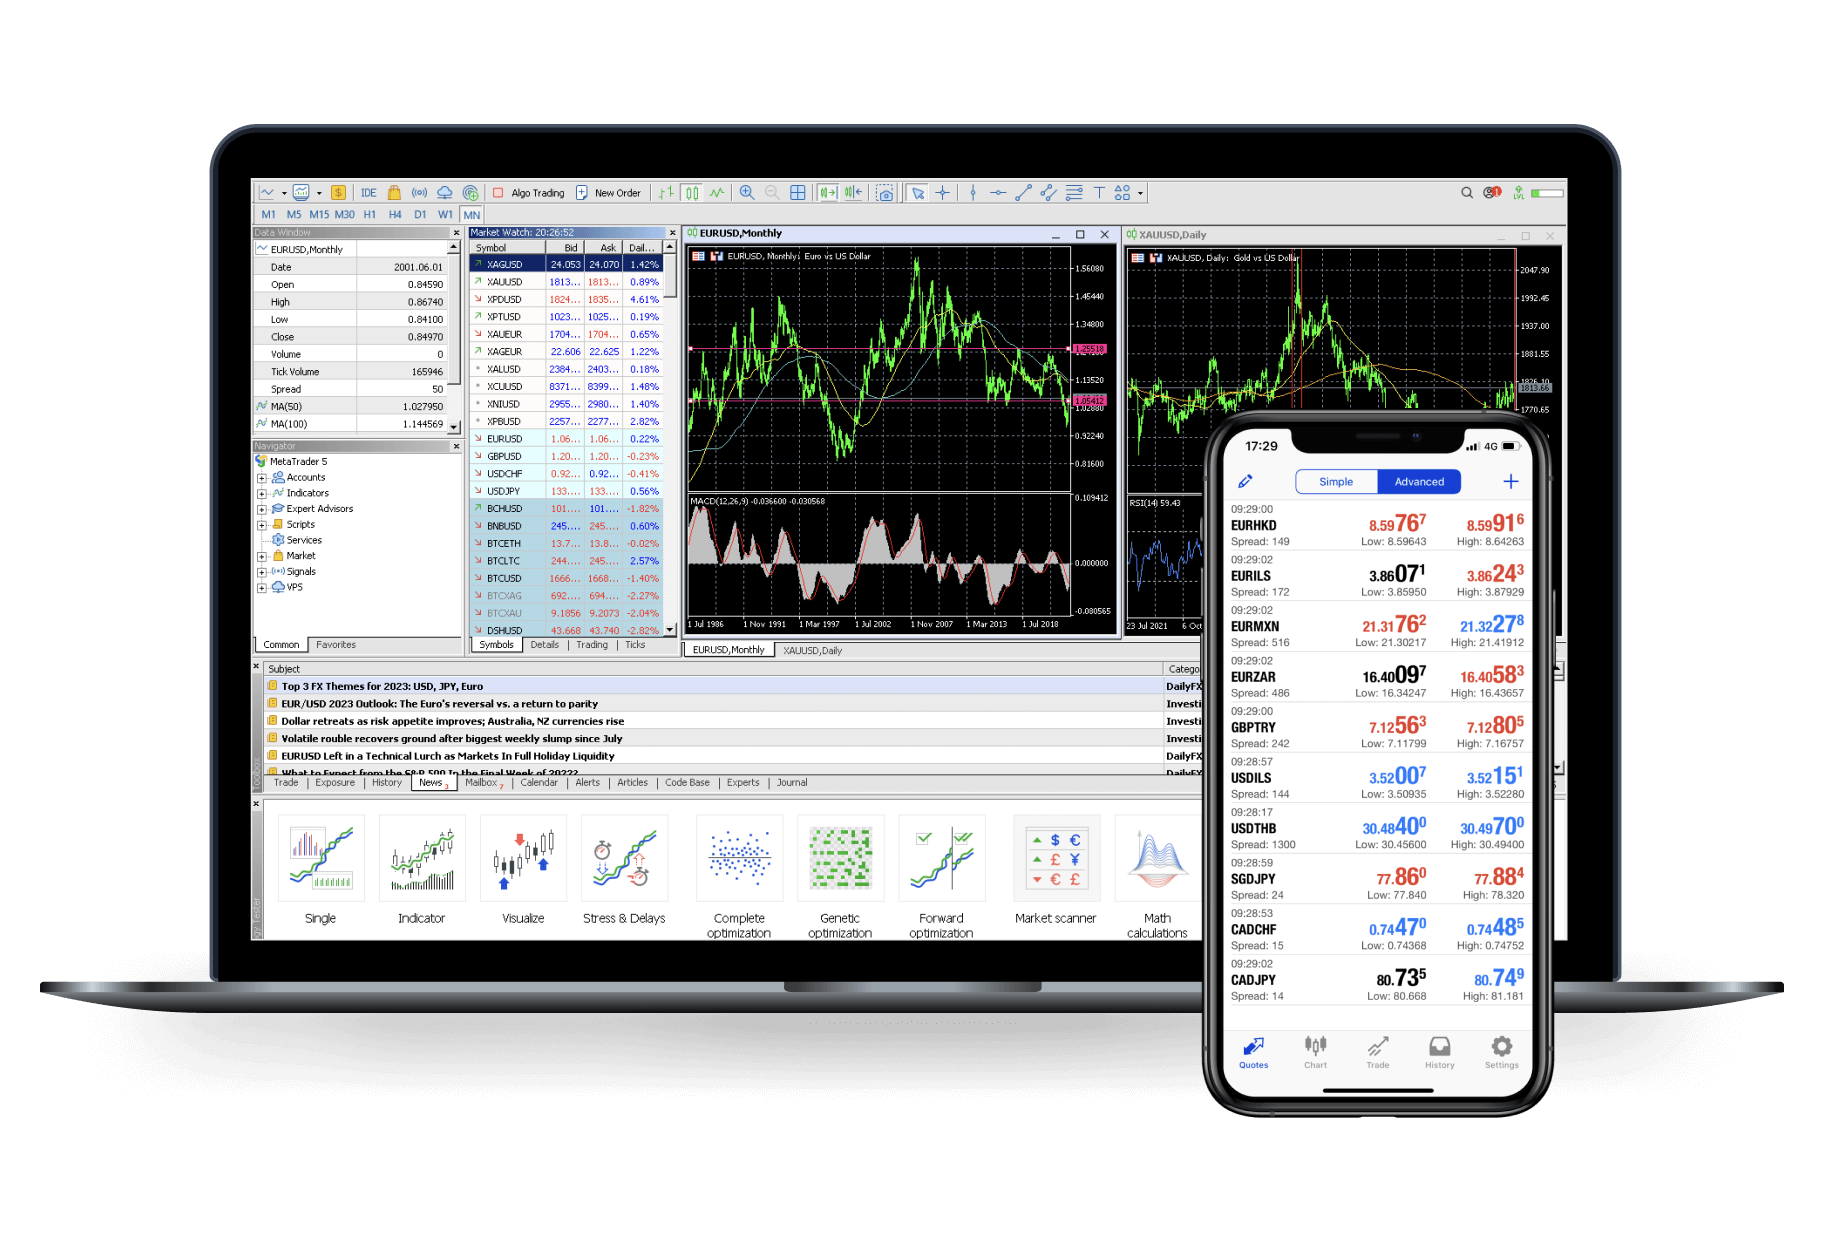 IDE Algo Trading New Order LVL
M1 M5 M15 M30 H1 H4 D1 W1 MN
Data Window
EURUSD,Monthly
Date 2001.06.01
Open 0.84590
High 0.86740
Low 0.84100
Close 0.84970
Volume 0
Tick Volume 165946
Spread 50
MA(50) 1.027950
MA(100) 1.144569
Navigator
MetaTrader 5
Accounts
Indicators
Expert Advisors
Scripts
Services
Market
Signals
VPS
Common Favorites
Market Watch: 20:26:52
Symbol Bid Ask Dail...
XAGUSD 24.053 24.070 1.42%
XAUUSD 1813... 1813... 0.89%
XPDUSD 1824... 1835... 4.61%
XPTUSD 1023... 1025... 0.19%
XAUEUR 1704... 1704... 0.65%
XAGEUR 22.606 22.625 1.22%
XALUSD 2384... 2403... 0.18%
XCUUSD 8371... 8399... 1.48%
XNIUSD 2955... 2980... 1.40%
XPBUSD 2257... 2277... 2.82%
EURUSD 1.06... 1.06... 0.22%
GBPUSD 1.20... 1.20... -0.23%
USDCHF 0.92... 0.92... -0.41%
USDJPY 133.... 133.... 0.56%
BCHUSD 101.... 101.... -1.82%
BNBUSD 245.... 245.... 0.60%
BTCETH 13.7... 13.8... -0.02%
BTCLTC 244.... 245.... 2.57%
BTCUSD 1666... 1668... -1.40%
BTCXAG 692.... 694.... -2.27%
BTCXAU 9.1856 9.2073 -2.04%
DSHUSD 43.668 43.740 -2.82%
Symbols Details Trading Ticks
EURUSD,Monthly
EURUSD, Monthly: Euro vs US Dollar
1.56080
1.45440
1.34800
1.25518
1.13520
1.05412
1.02880
0.92240
0.81600
MACD(12,26,9) -0.036600 -0.030568
0.109412
0.000000
-0.080565
1 Jul 1986 1 Nov 1991 1 Mar 1997 1 Jul 2002 1 Nov 2007 1 Mar 2013 1 Jul 2018
XAUUSD,Daily
XAUUSD, Daily: Gold vs US Dollar
2047.90
1992.45
1937.00
1881.55
1826.10
1813.66
1770.65
RSI(14) 59.43
23 Jul 2021 6 Oct
EURUSD,Monthly XAUUSD,Daily
Subject Catego
Top 3 FX Themes for 2023: USD, JPY, Euro DailyFX
EUR/USD 2023 Outlook: The Euro's reversal vs. a return to parity Investi
Dollar retreats as risk appetite improves; Australia, NZ currencies rise Investi
Volatile rouble recovers ground after biggest weekly slump since July Investi
EURUSD Left in a Technical Lurch as Markets In Full Holiday Liquidity DailyFX
What to Expect from the S&P 500 In the Final Week of 2022? DailyFX
Trade Exposure History News 3 Mailbox 7 Calendar Alerts Articles Code Base Experts Journal
Single
Indicator
Visualize
Stress & Delays
Complete optimization
Genetic optimization
Forward optimization
Market scanner
Math calculations
17:29 4G
Simple Advanced
09:29:00
EURHKD 8.59767 8.59916
Spread: 149 Low: 8.59643 High: 8.64263
09:29:02
EURILS 3.86071 3.86243
Spread: 172 Low: 3.85950 High: 3.87929
09:29:02
EURMXN 21.31762 21.32278
Spread: 516 Low: 21.30217 High: 21.41912
09:29:02
EURZAR 16.40097 16.40583
Spread: 486 Low: 16.34247 High: 16.43657
09:29:00
GBPTRY 7.12563 7.12805
Spread: 242 Low: 7.11799 High: 7.16757
09:28:57
USDILS 3.52007 3.52151
Spread: 144 Low: 3.50935 High: 3.52280
09:28:17
USDTHB 30.48400 30.49700
Spread: 1300 Low: 30.45600 High: 30.49400
09:28:59
SGDJPY 77.860 77.884
Spread: 24 Low: 77.840 High: 78.320
09:28:53
CADCHF 0.74470 0.74485
Spread: 15 Low: 0.74368 High: 0.74752
09:29:02
CADJPY 80.735 80.749
Spread: 14 Low: 80.668 High: 81.181
Quotes Chart Trade History Settings